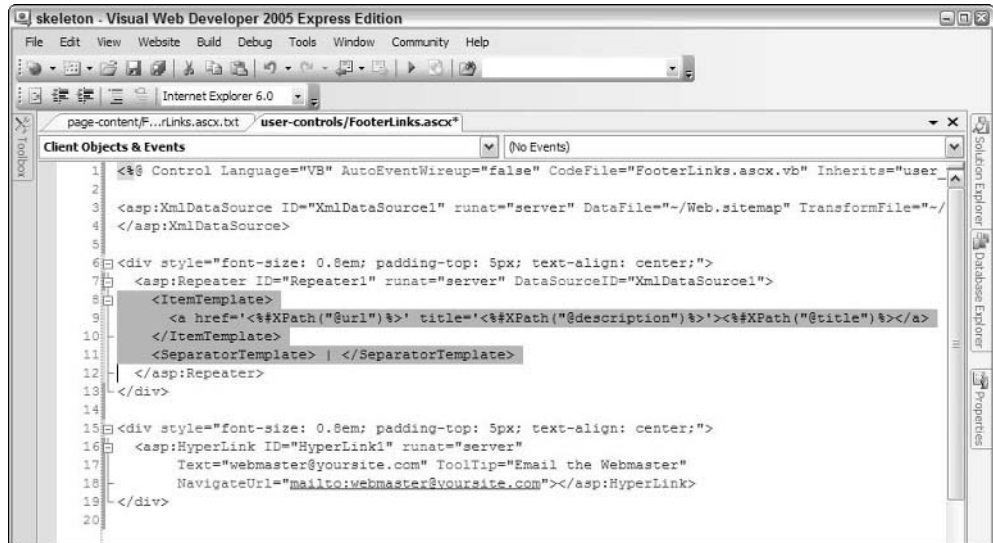 skeleton - Visual Web Developer 2005 Express Edition
File Edit View Website Build Debug Tools Window Community Help
Internet Explorer 6.0
Toolbox
page-content/F...rLinks.ascx.txt user-controls/FooterLinks.ascx*
Client Objects & Events (No Events)
1 <%@ Control Language="VB" AutoEventWireup="false" CodeFile="FooterLinks.ascx.vb" Inherits="user_
2
3 <asp:XmlDataSource ID="XmlDataSource1" runat="server" DataFile="~/Web.sitemap" TransformFile="~/
4 </asp:XmlDataSource>
5
6 <div style="font-size: 0.8em; padding-top: 5px; text-align: center;">
7 <asp:Repeater ID="Repeater1" runat="server" DataSourceID="XmlDataSource1">
8 <ItemTemplate>
9 <a href='<%#XPath("@url")%>' title='<%#XPath("@description")%>'><%#XPath("@title")%></a>
10 </ItemTemplate>
11 <SeparatorTemplate> | </SeparatorTemplate>
12 </asp:Repeater>
13 </div>
14
15 <div style="font-size: 0.8em; padding-top: 5px; text-align: center;">
16 <asp:HyperLink ID="HyperLink1" runat="server"
17 Text="webmaster@yoursite.com" ToolTip="Email the Webmaster"
18 NavigateUrl="mailto:webmaster@yoursite.com"></asp:HyperLink>
19 </div>
20
Solution Explorer
Database Explorer
Properties